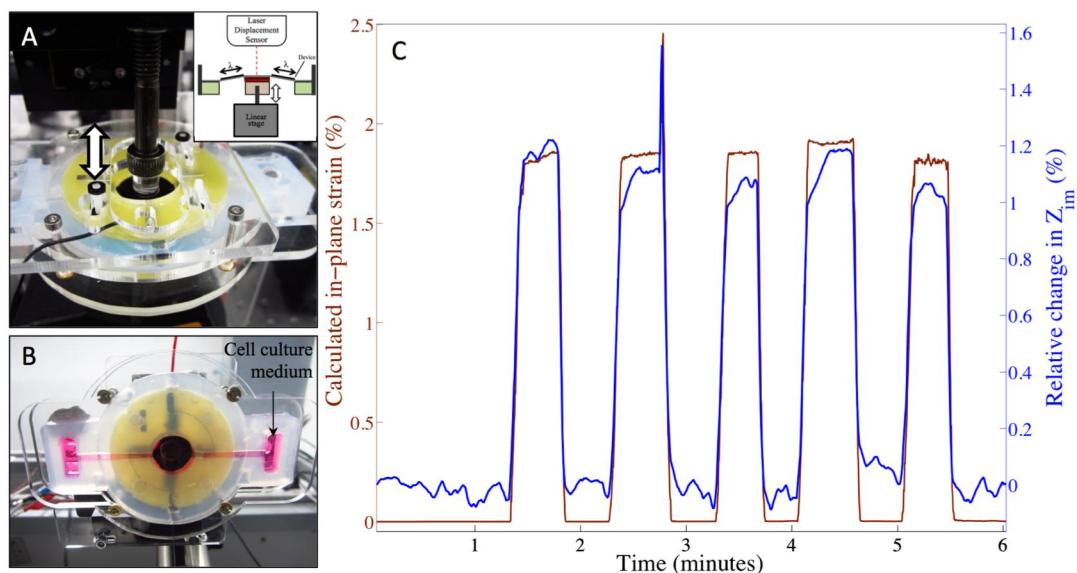 A
Laser
Displacement
Sensor
λ
λ
Device
Linear
stage
B
Cell culture
medium
C
Calculated in-plane strain (%)
2.5
2
1.5
1
0.5
0
1
2
3
4
5
6
Time (minutes)
1.6
1.4
1.2
1
0.8
0.6
0.4
0.2
0
Relative change in Z_im (%)